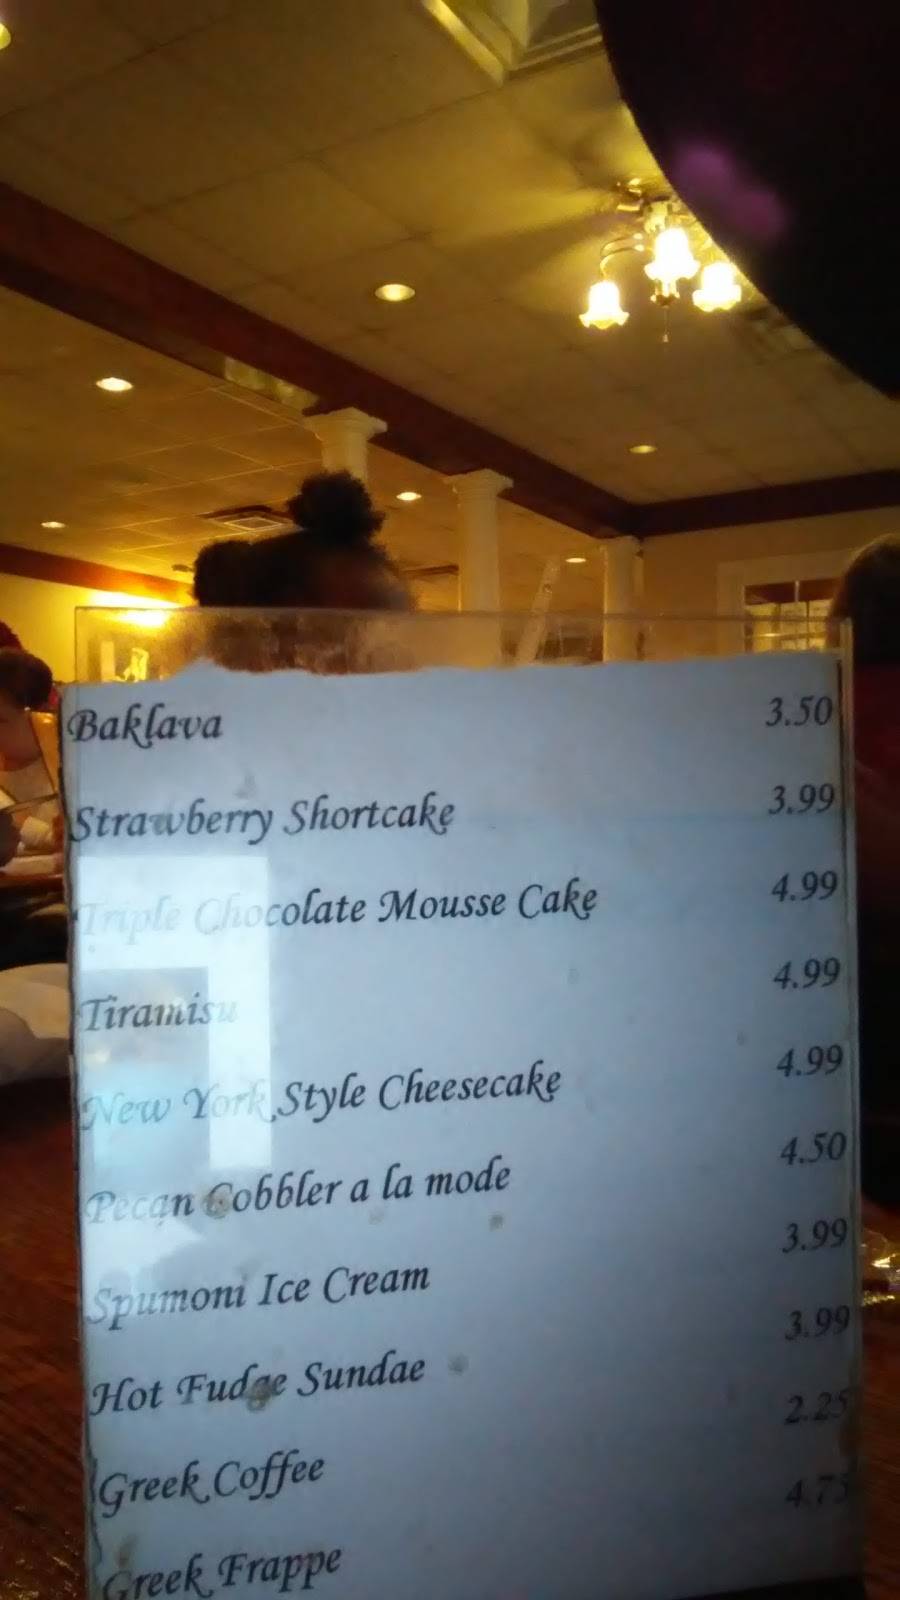 Baklava 3.50
Strawberry Shortcake 3.99
Triple Chocolate Mousse Cake 4.99
Tiramisu 4.99
New York Style Cheesecake 4.99
Pecan Cobbler a la mode 4.50
Spumoni Ice Cream 3.99
Hot Fudge Sundae 3.99
Greek Coffee 2.25
Greek Frappe 4.75